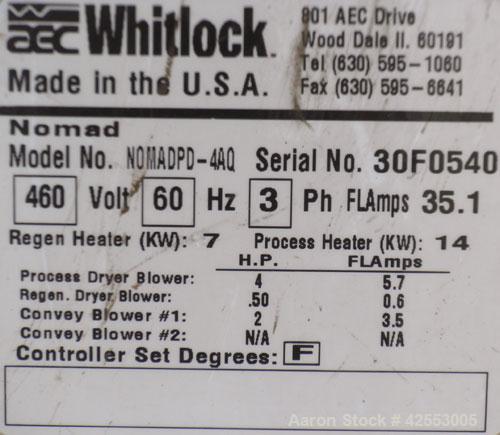 AEC Whitlock.
801 AEC Drive
Wood Dale Il. 60191
Tel (630) 595-1060
Fax (630) 595-6641
Made in the U.S.A.
Nomad
Model No. NOMADPD-4AQ Serial No. 30F0540
460 Volt 60 Hz 3 Ph FLAmps 35.1
Regen Heater (KW): 7 Process Heater (KW): 14
H.P. FLAmps
Process Dryer Blower: 4 5.7
Regen. Dryer Blower: .50 0.6
Convey Blower #1: 2 3.5
Convey Blower #2: N/A N/A
Controller Set Degrees: F
Aaron Stock # 42553005